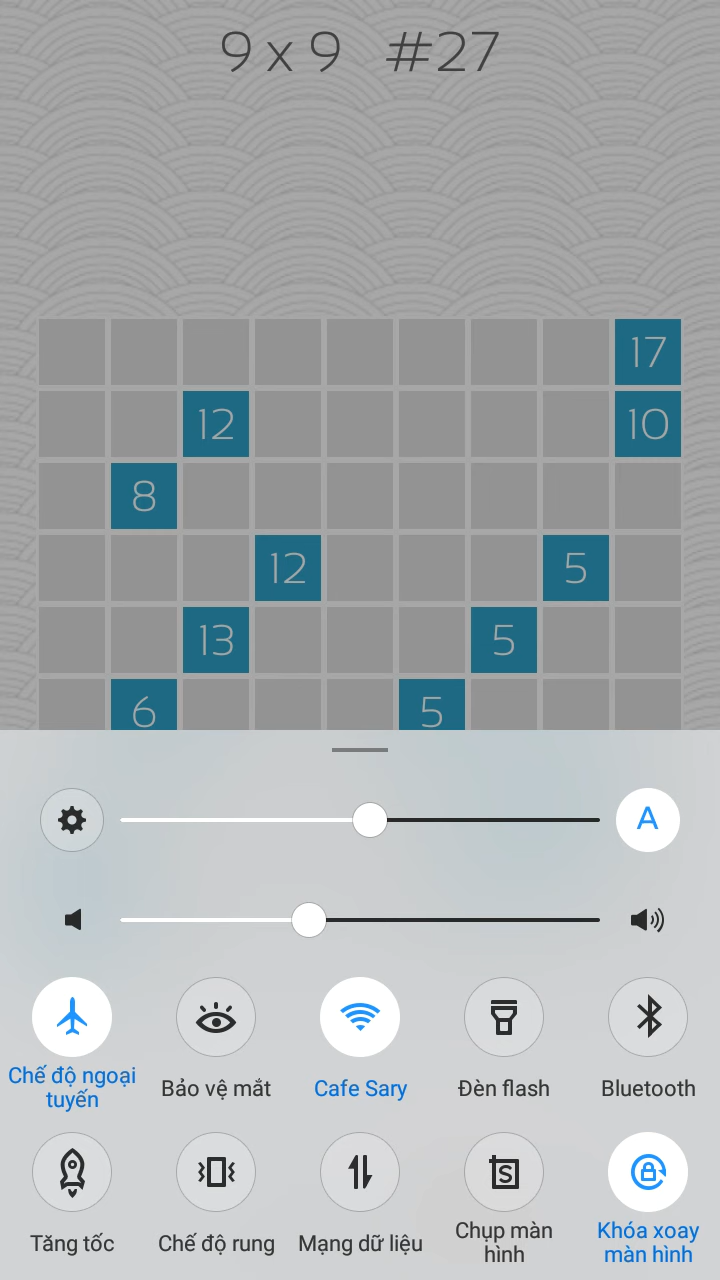 9 x 9 #27
17
12 10
8
12 5
13 5
6 5
A
Chế độ ngoại
tuyến
Bảo vệ mắt
Cafe Sary
Đèn flash
Bluetooth
Tăng tốc
Chế độ rung
Mạng dữ liệu
S
Chụp màn
hình
Khóa xoay
màn hình